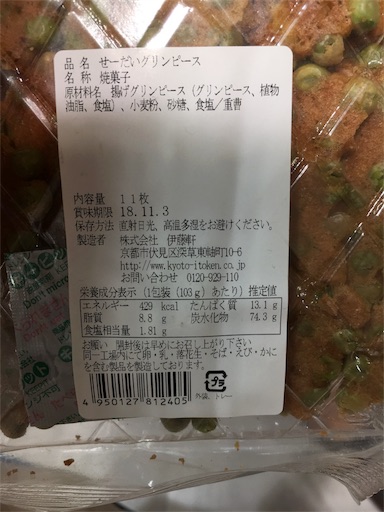 品 名 せーだいグリンピース
名 称 焼菓子
原材料名 揚げグリンピース（グリンピース、植物
油脂、食塩）、小麦粉、砂糖、食塩／重曹
内容量 11枚
賞味期限 18.11.3
保存方法 直射日光、高温多湿をお避けください。
製造者 株式会社 伊藤軒
京都市伏見区深草東軸町10-6
http://www.kyoto-itoken.co.jp
お問い合わせ 0120-929-110
栄養成分表示（1包装（103g）あたり）推定値
エネルギー 429 kcal たんぱく質 13.1 g
脂質 8.8 g 炭水化物 74.3 g
食塩相当量 1.81 g
お願い 開封後は早めにお召し上がり下さい
同一工場内にて卵・乳・落花生・そば・えび・かに
を含む製品を製造しております。
4 950127 812405
プラ
外装、トレー